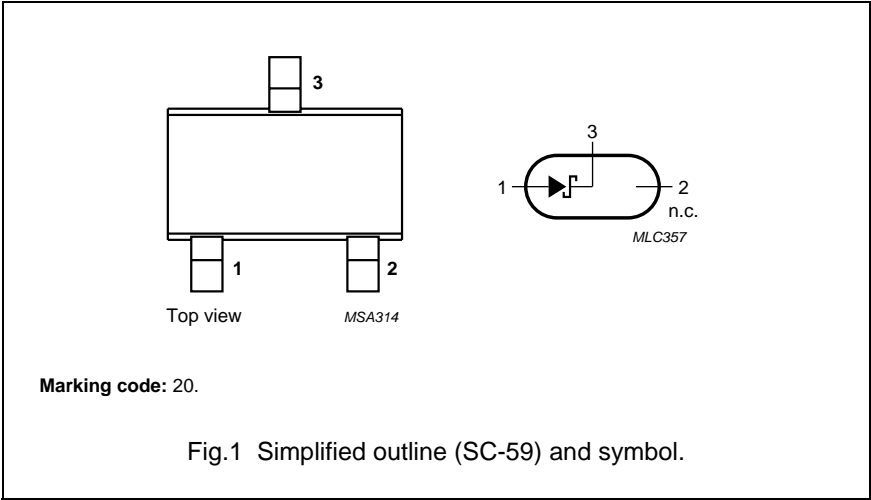 3
1
2
Top view
MSA314
3
1
2
n.c.
MLC357
Marking code: 20.
Fig.1 Simplified outline (SC-59) and symbol.